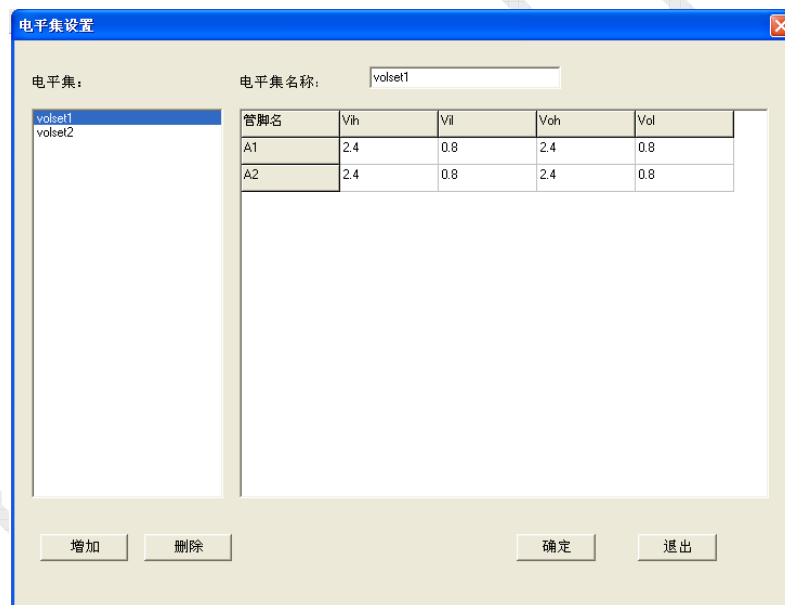 电平集设置
电平集： 电平集名称: volset1
volset1
volset2
管脚名 Vih Vil Voh Vol
A1 2.4 0.8 2.4 0.8
A2 2.4 0.8 2.4 0.8
增加 删除 确定 退出